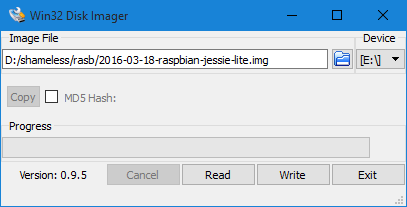 Win32 Disk Imager
Image File
Device
D:/shameless/rasb/2016-03-18-raspbian-jessie-lite.img
[E:\]
Copy
MD5 Hash:
Progress
Version: 0.9.5
Cancel
Read
Write
Exit